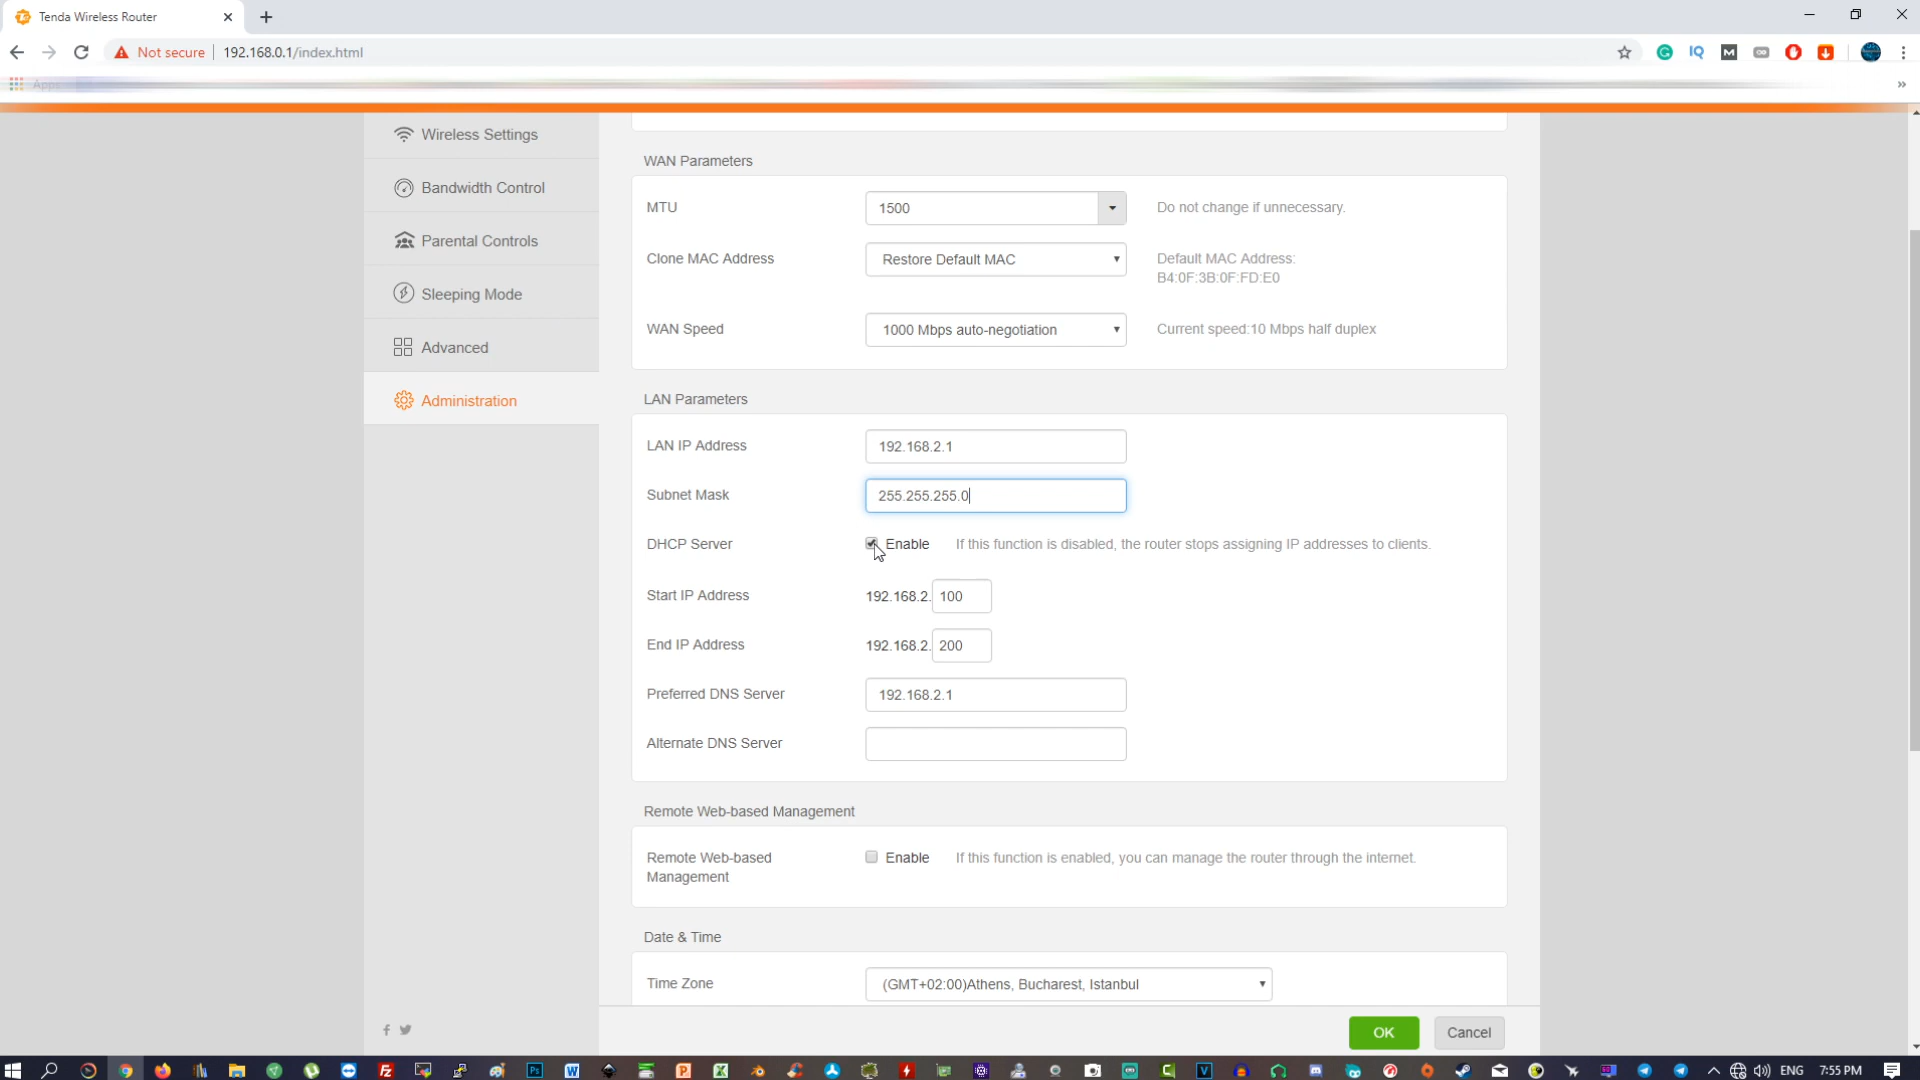 Tenda Wireless Router
Not secure 192.168.0.1/index.html
Apps
Wireless Settings
Bandwidth Control
Parental Controls
Sleeping Mode
Advanced
Administration
WAN Parameters
MTU 1500 Do not change if unnecessary.
Clone MAC Address Restore Default MAC Default MAC Address:
B4:0F:3B:0F:FD:E0
WAN Speed 1000 Mbps auto-negotiation Current speed:10 Mbps half duplex
LAN Parameters
LAN IP Address 192.168.2.1
Subnet Mask 255.255.255.0
DHCP Server Enable If this function is disabled, the router stops assigning IP addresses to clients.
Start IP Address 192.168.2. 100
End IP Address 192.168.2. 200
Preferred DNS Server 192.168.2.1
Alternate DNS Server
Remote Web-based Management
Remote Web-based Enable If this function is enabled, you can manage the router through the internet.
Management
Date & Time
Time Zone (GMT+02:00)Athens, Bucharest, Istanbul
OK Cancel
ENG 7:55 PM